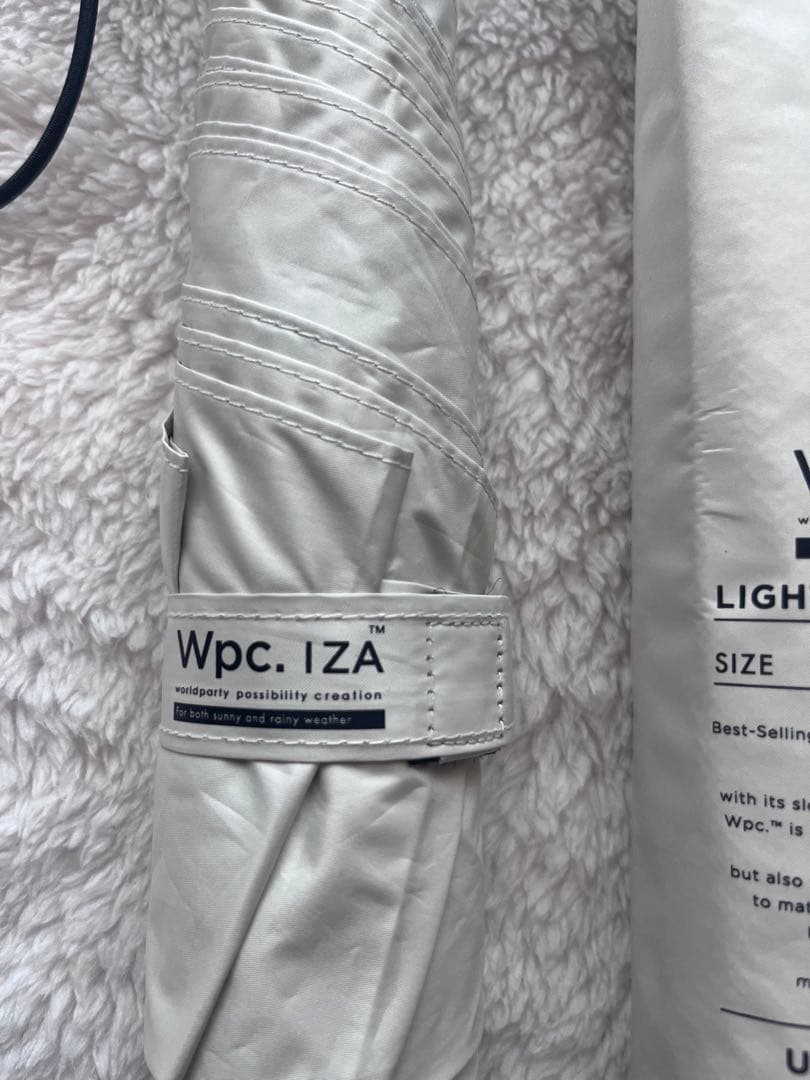 Wpc. IZA™
worldparty possibility creation
For both sunny and rainy weather
W
w
LIGH
SIZE
Best-Selling
with its sl
Wpc.™ is
but also
to ma
m
U